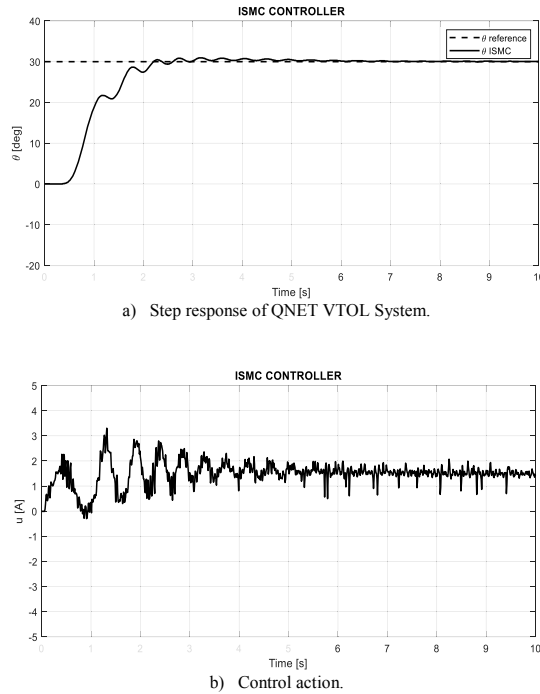 ISMC CONTROLLER
40
30
20
10
0
-10
-20
θ [deg]
θ reference
θ ISMC
0 1 2 3 4 5 6 7 8 9 10
Time [s]
a) Step response of QNET VTOL System.
ISMC CONTROLLER
5
4
3
2
1
0
-1
-2
-3
-4
-5
u [A]
0 1 2 3 4 5 6 7 8 9 10
Time [s]
b) Control action.